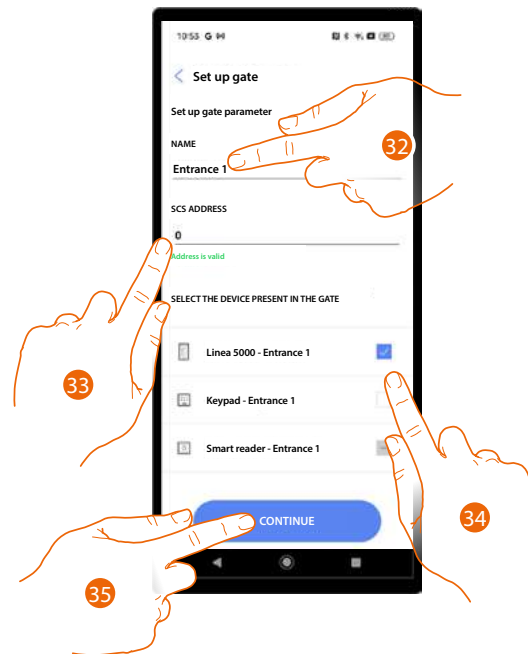 10:53 G
Set up gate
Set up gate parameter
NAME
32
Entrance 1
SCS ADDRESS
0
Address is valid
SELECT THE DEVICE PRESENT IN THE GATE
Linea 5000 - Entrance 1
33
Keypad - Entrance 1
Smart reader - Entrance 1
CONTINUE
34
35